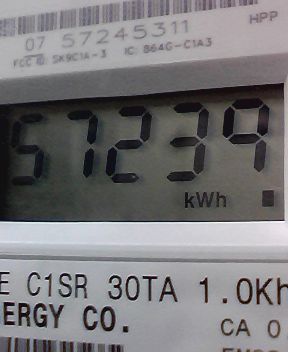 HPP
07 57245311
FCC ID: SK9C1A-3 IC: 864G-C1A3
57239
kWh
E C1SR 30TA 1.0Kh
ERGY CO.
CA 0